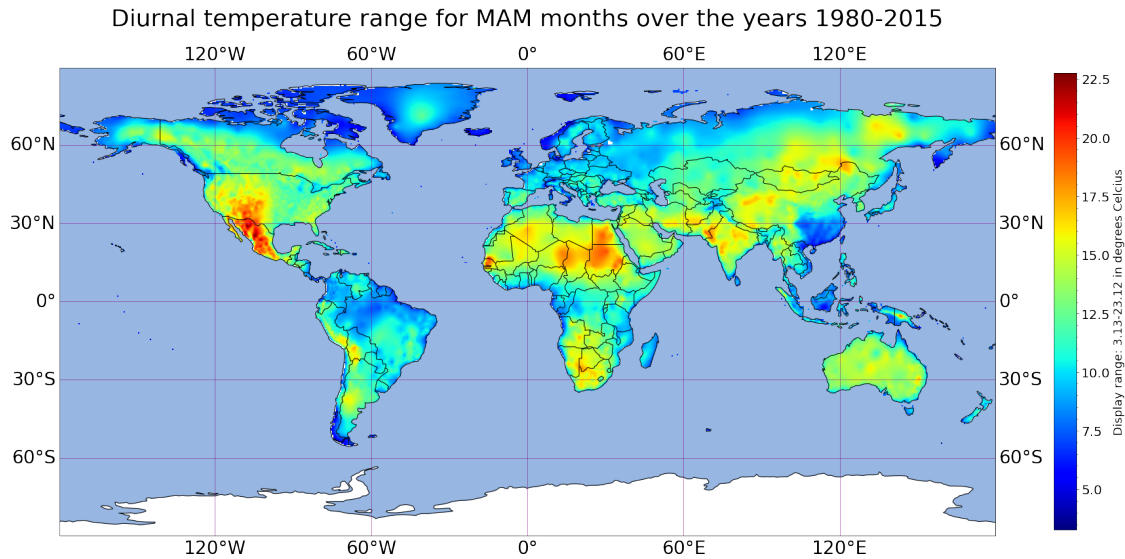 Diurnal temperature range for MAM months over the years 1980-2015
120°W 60°W 0° 60°E 120°E
60°N 60°N
30°N 30°N
0° 0°
30°S 30°S
60°S 60°S
120°W 60°W 0° 60°E 120°E
22.5
20.0
17.5
15.0
12.5
10.0
7.5
5.0
Display range: 3.13-23.12 in degrees Celcius